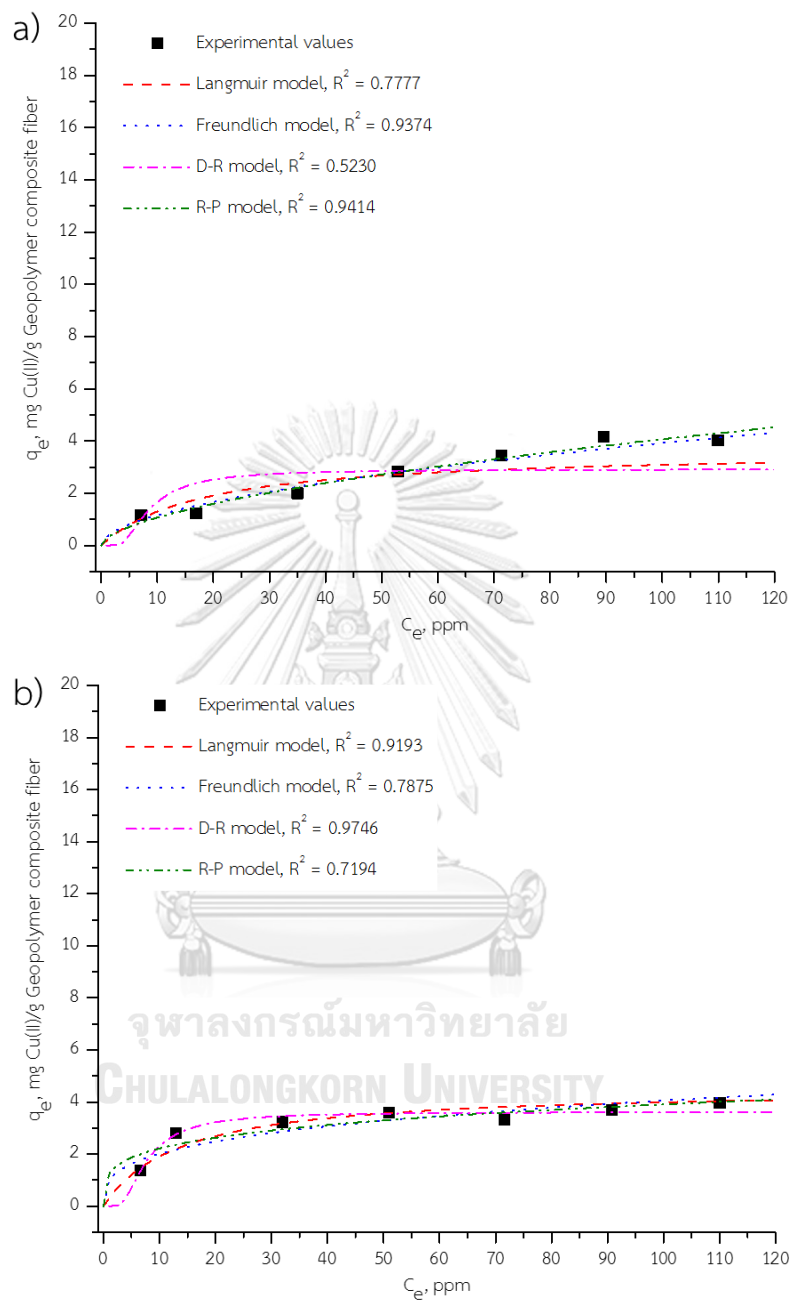 a)
20
18
16
14
12
10
8
6
4
2
0
qe, mg Cu(II)/g Geopolymer composite fiber
Experimental values
Langmuir model, R² = 0.7777
Freundlich model, R² = 0.9374
D-R model, R² = 0.5230
R-P model, R² = 0.9414
0 10 20 30 40 50 60 70 80 90 100 110 120
Ce, ppm
b)
20
18
16
14
12
10
8
6
4
2
0
qe, mg Cu(II)/g Geopolymer composite fiber
Experimental values
Langmuir model, R² = 0.9193
Freundlich model, R² = 0.7875
D-R model, R² = 0.9746
R-P model, R² = 0.7194
จุฬาลงกรณ์มหาวิทยาลัย
CHULALONGKORN UNIVERSITY
0 10 20 30 40 50 60 70 80 90 100 110 120
Ce, ppm